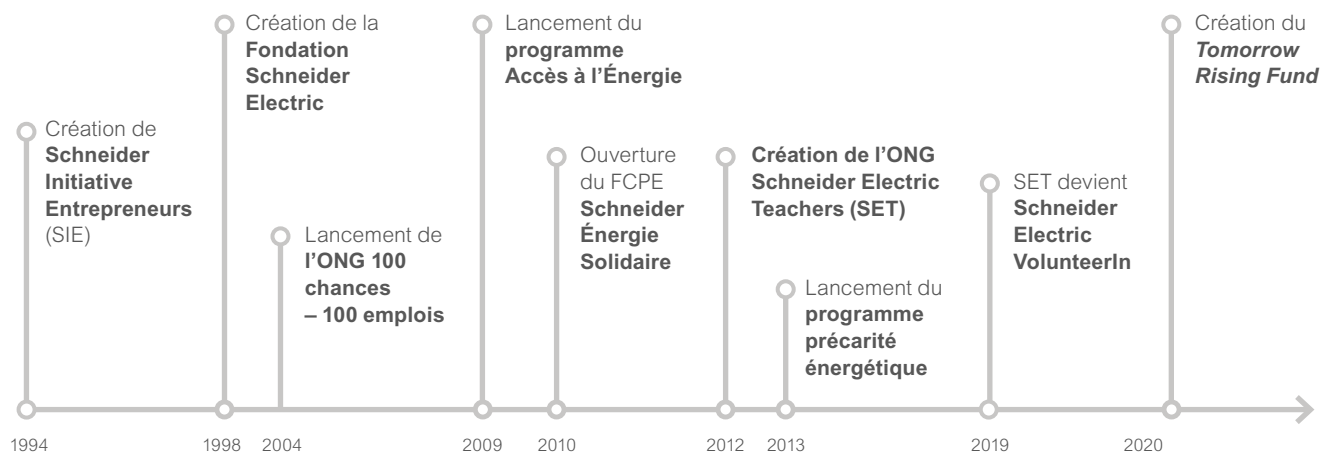 Création de
Schneider
Initiative
Entrepreneurs
(SIE)
Création de la
Fondation
Schneider
Electric
Lancement de
l’ONG 100
chances
– 100 emplois
Lancement du
programme
Accès à l’Énergie
Ouverture
du FCPE
Schneider
Énergie
Solidaire
Création de l’ONG
Schneider Electric
Teachers (SET)
Lancement du
programme
précarité
énergétique
SET devient
Schneider
Electric
VolunteerIn
Création du
Tomorrow
Rising Fund
1994 1998 2004 2009 2010 2012 2013 2019 2020